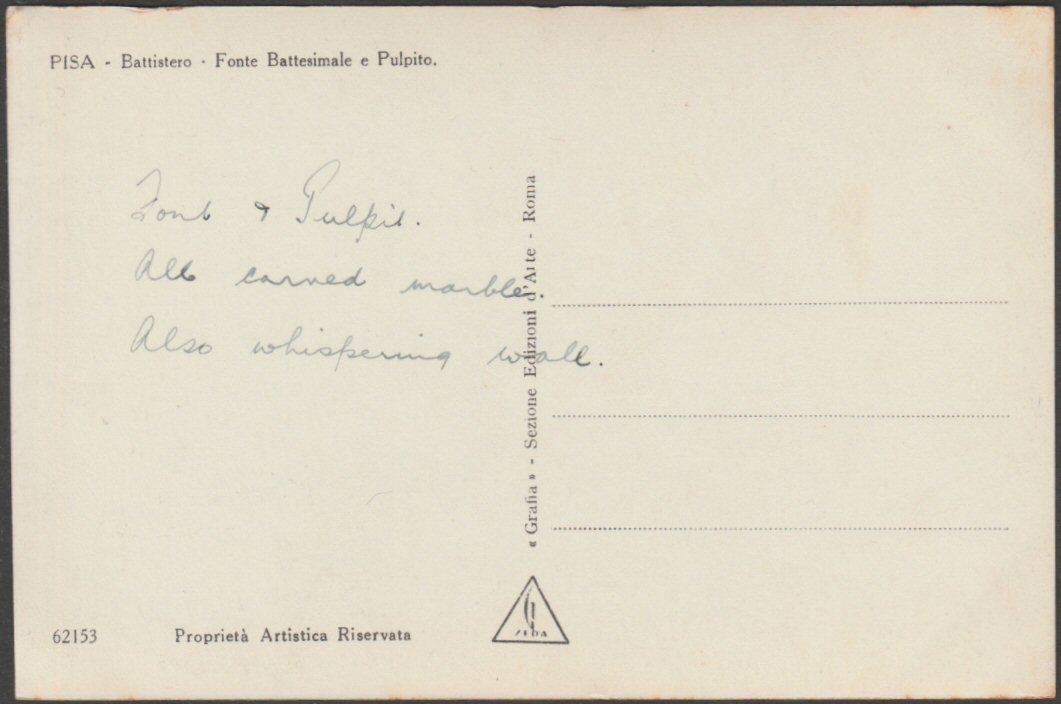 PISA - Battistero · Fonte Battesimale e Pulpito.
Font & Pulpit.
All carved marble.
Also whispering wall.
« Grafia » - Sezione Edizioni d'Arte - Roma
62153
Proprietà Artistica Riservata